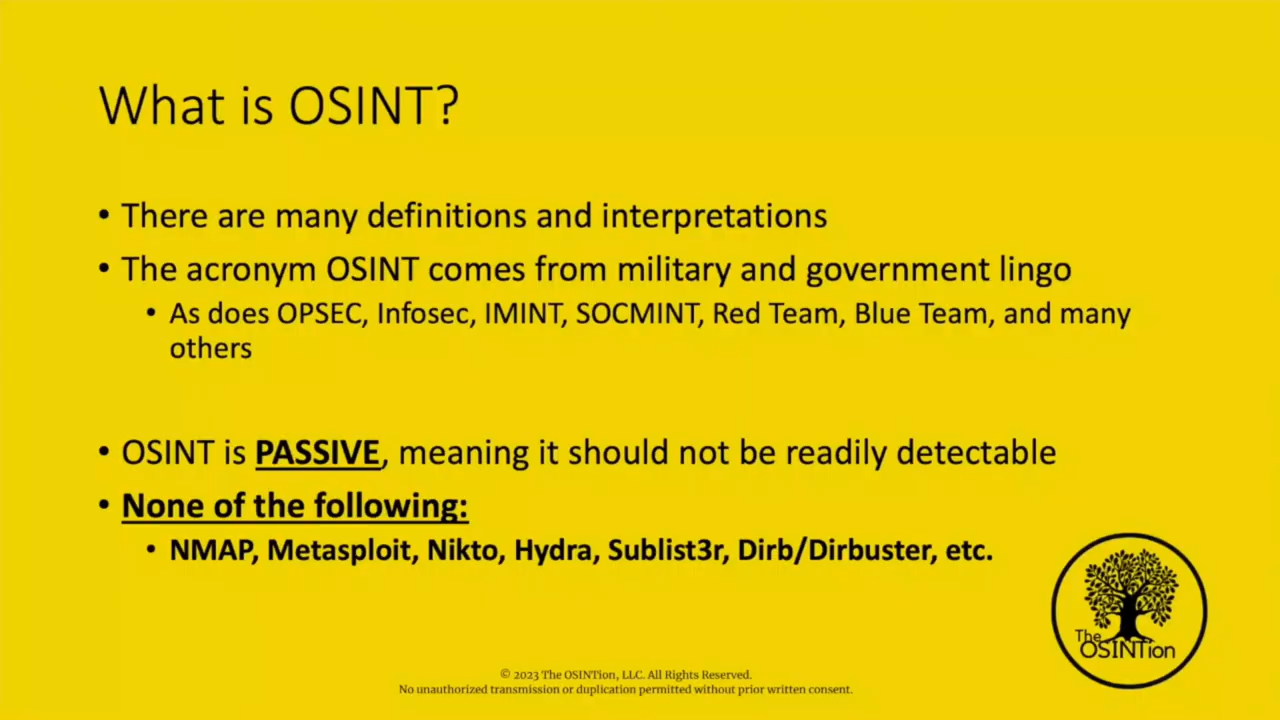 What is OSINT?
• There are many definitions and interpretations
• The acronym OSINT comes from military and government lingo
• As does OPSEC, Infosec, IMINT, SOCMINT, Red Team, Blue Team, and many
others
• OSINT is PASSIVE, meaning it should not be readily detectable
• None of the following:
• NMAP, Metasploit, Nikto, Hydra, Sublist3r, Dirb/Dirbuster, etc.
The
OSINTion
© 2023 The OSINTion, LLC. All Rights Reserved.
No unauthorized transmission or duplication permitted without prior written consent.